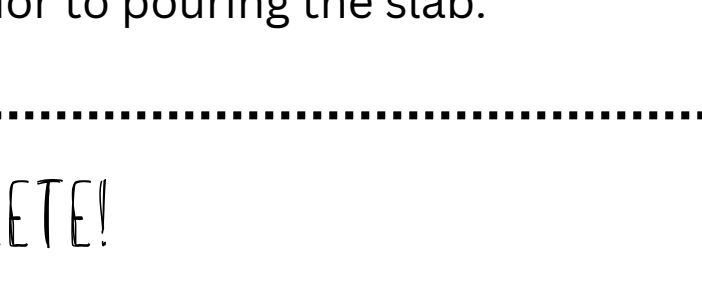 ior to pouring the slab.
ETE!